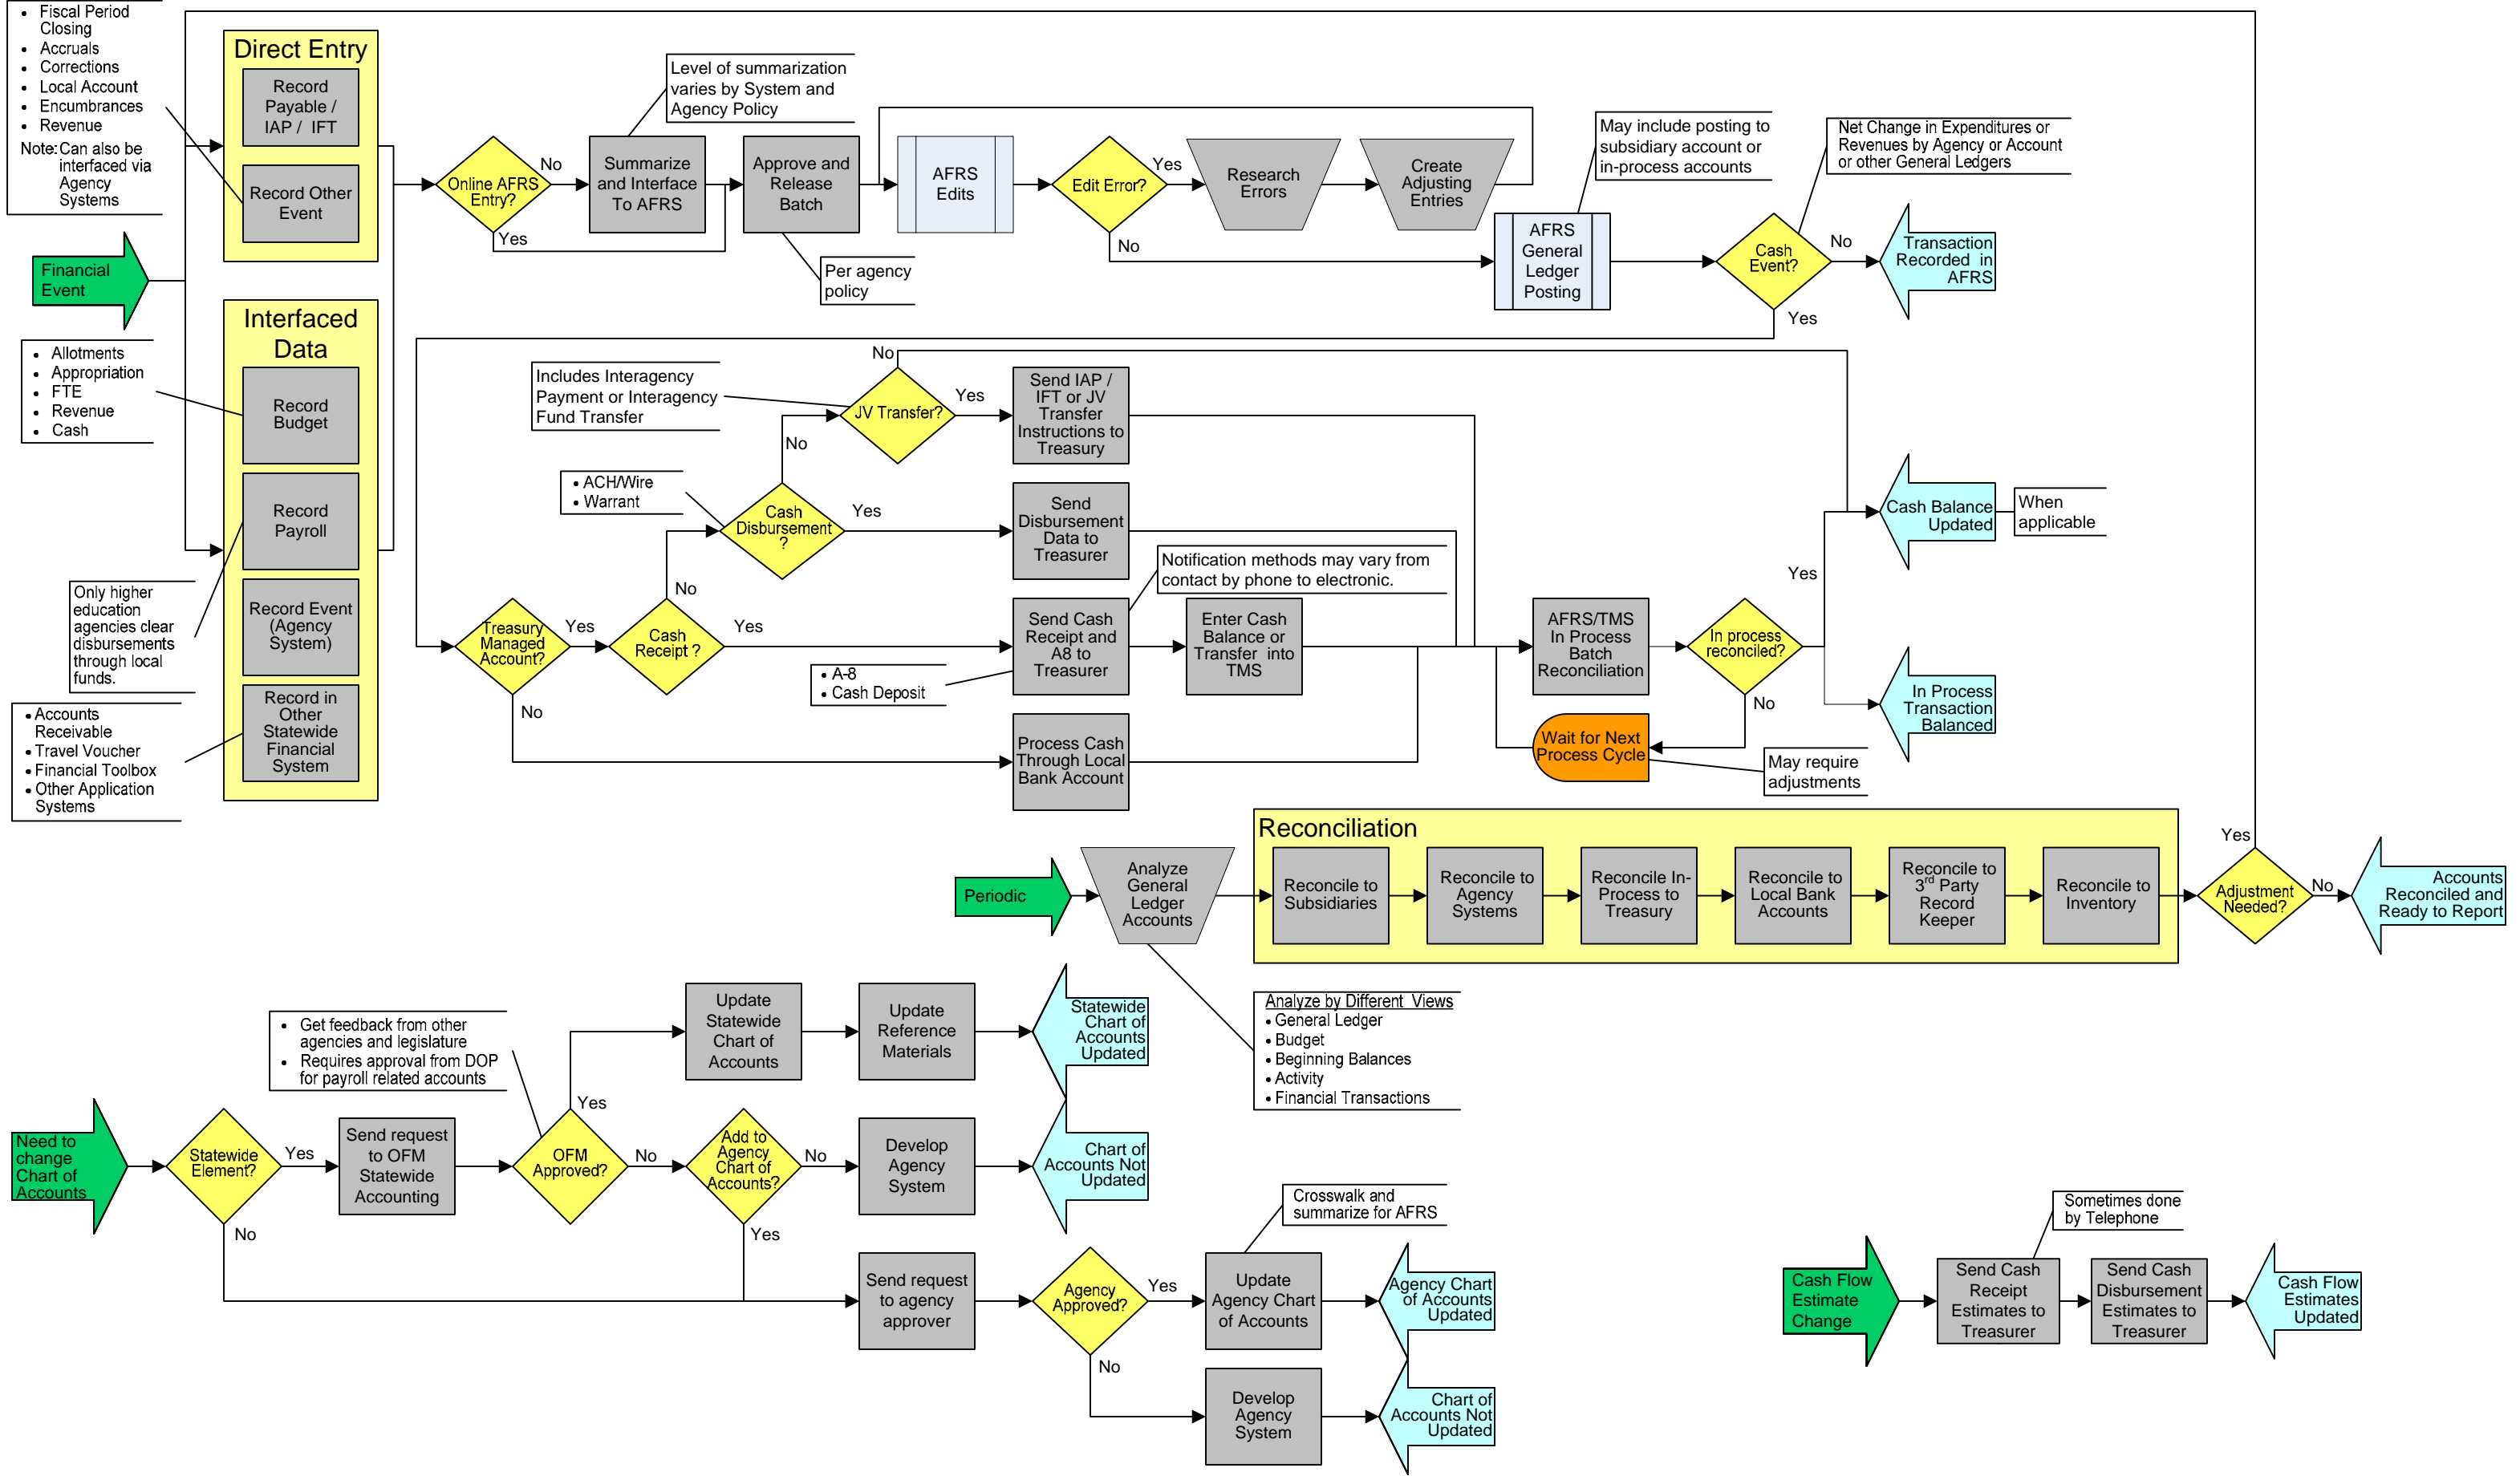 • Fiscal Period
Closing
• Accruals
• Corrections
• Local Account
• Encumbrances
• Revenue
Note: Can also be
interfaced via
Agency
Systems
Direct Entry
Record
Payable /
IAP / IFT
Record Other
Event
Financial
Event
Online AFRS
Entry?
No
Yes
Level of summarization
varies by System and
Agency Policy
Summarize
and Interface
To AFRS
Approve and
Release
Batch
Per agency
policy
AFRS
Edits
Edit Error?
Yes
No
Research
Errors
Create
Adjusting
Entries
May include posting to
subsidiary account or
in-process accounts
AFRS
General
Ledger
Posting
Net Change in Expenditures or
Revenues by Agency or Account
or other General Ledgers
Cash
Event?
No
Yes
Transaction
Recorded in
AFRS
Interfaced
Data
• Allotments
• Appropriation
• FTE
• Revenue
• Cash
Record
Budget
Record
Payroll
Record Event
(Agency
System)
Record in
Other
Statewide
Financial
System
Only higher
education
agencies clear
disbursements
through local
funds.
• Accounts
Receivable
• Travel Voucher
• Financial Toolbox
• Other Application
Systems
Includes Interagency
Payment or Interagency
Fund Transfer
No
JV Transfer?
Yes
Send IAP /
IFT or JV
Transfer
Instructions to
Treasury
No
• ACH/Wire
• Warrant
Cash
Disbursement
?
Yes
Send
Disbursement
Data to
Treasurer
Notification methods may vary from
contact by phone to electronic.
No
Treasury
Managed
Account?
Yes
No
Cash
Receipt ?
Yes
• A-8
• Cash Deposit
Send Cash
Receipt and
A8 to
Treasurer
Enter Cash
Balance or
Transfer into
TMS
Process Cash
Through Local
Bank Account
AFRS/TMS
In Process
Batch
Reconciliation
In process
reconciled?
Yes
No
Wait for Next
Process Cycle
May require
adjustments
Cash Balance
Updated
When
applicable
In Process
Transaction
Balanced
Periodic
Analyze
General
Ledger
Accounts
Reconciliation
Reconcile to
Subsidiaries
Reconcile to
Agency
Systems
Reconcile In-
Process to
Treasury
Reconcile to
Local Bank
Accounts
Reconcile to
3rd Party
Record
Keeper
Reconcile to
Inventory
Yes
Adjustment
Needed?
No
Accounts
Reconciled and
Ready to Report
Analyze by Different Views
• General Ledger
• Budget
• Beginning Balances
• Activity
• Financial Transactions
• Get feedback from other
agencies and legislature
• Requires approval from DOP
for payroll related accounts
Update
Statewide
Chart of
Accounts
Update
Reference
Materials
Statewide
Chart of
Accounts
Updated
Need to
change
Chart of
Accounts
Statewide
Element?
Yes
No
Send request
to OFM
Statewide
Accounting
Yes
OFM
Approved?
No
Add to
Agency
Chart of
Accounts?
No
Yes
Develop
Agency
System
Chart of
Accounts Not
Updated
Send request
to agency
approver
Agency
Approved?
Yes
No
Crosswalk and
summarize for AFRS
Update
Agency Chart
of Accounts
Agency Chart
of Accounts
Updated
Develop
Agency
System
Chart of
Accounts Not
Updated
Sometimes done
by Telephone
Cash Flow
Estimate
Change
Send Cash
Receipt
Estimates to
Treasurer
Send Cash
Disbursement
Estimates to
Treasurer
Cash Flow
Estimates
Updated